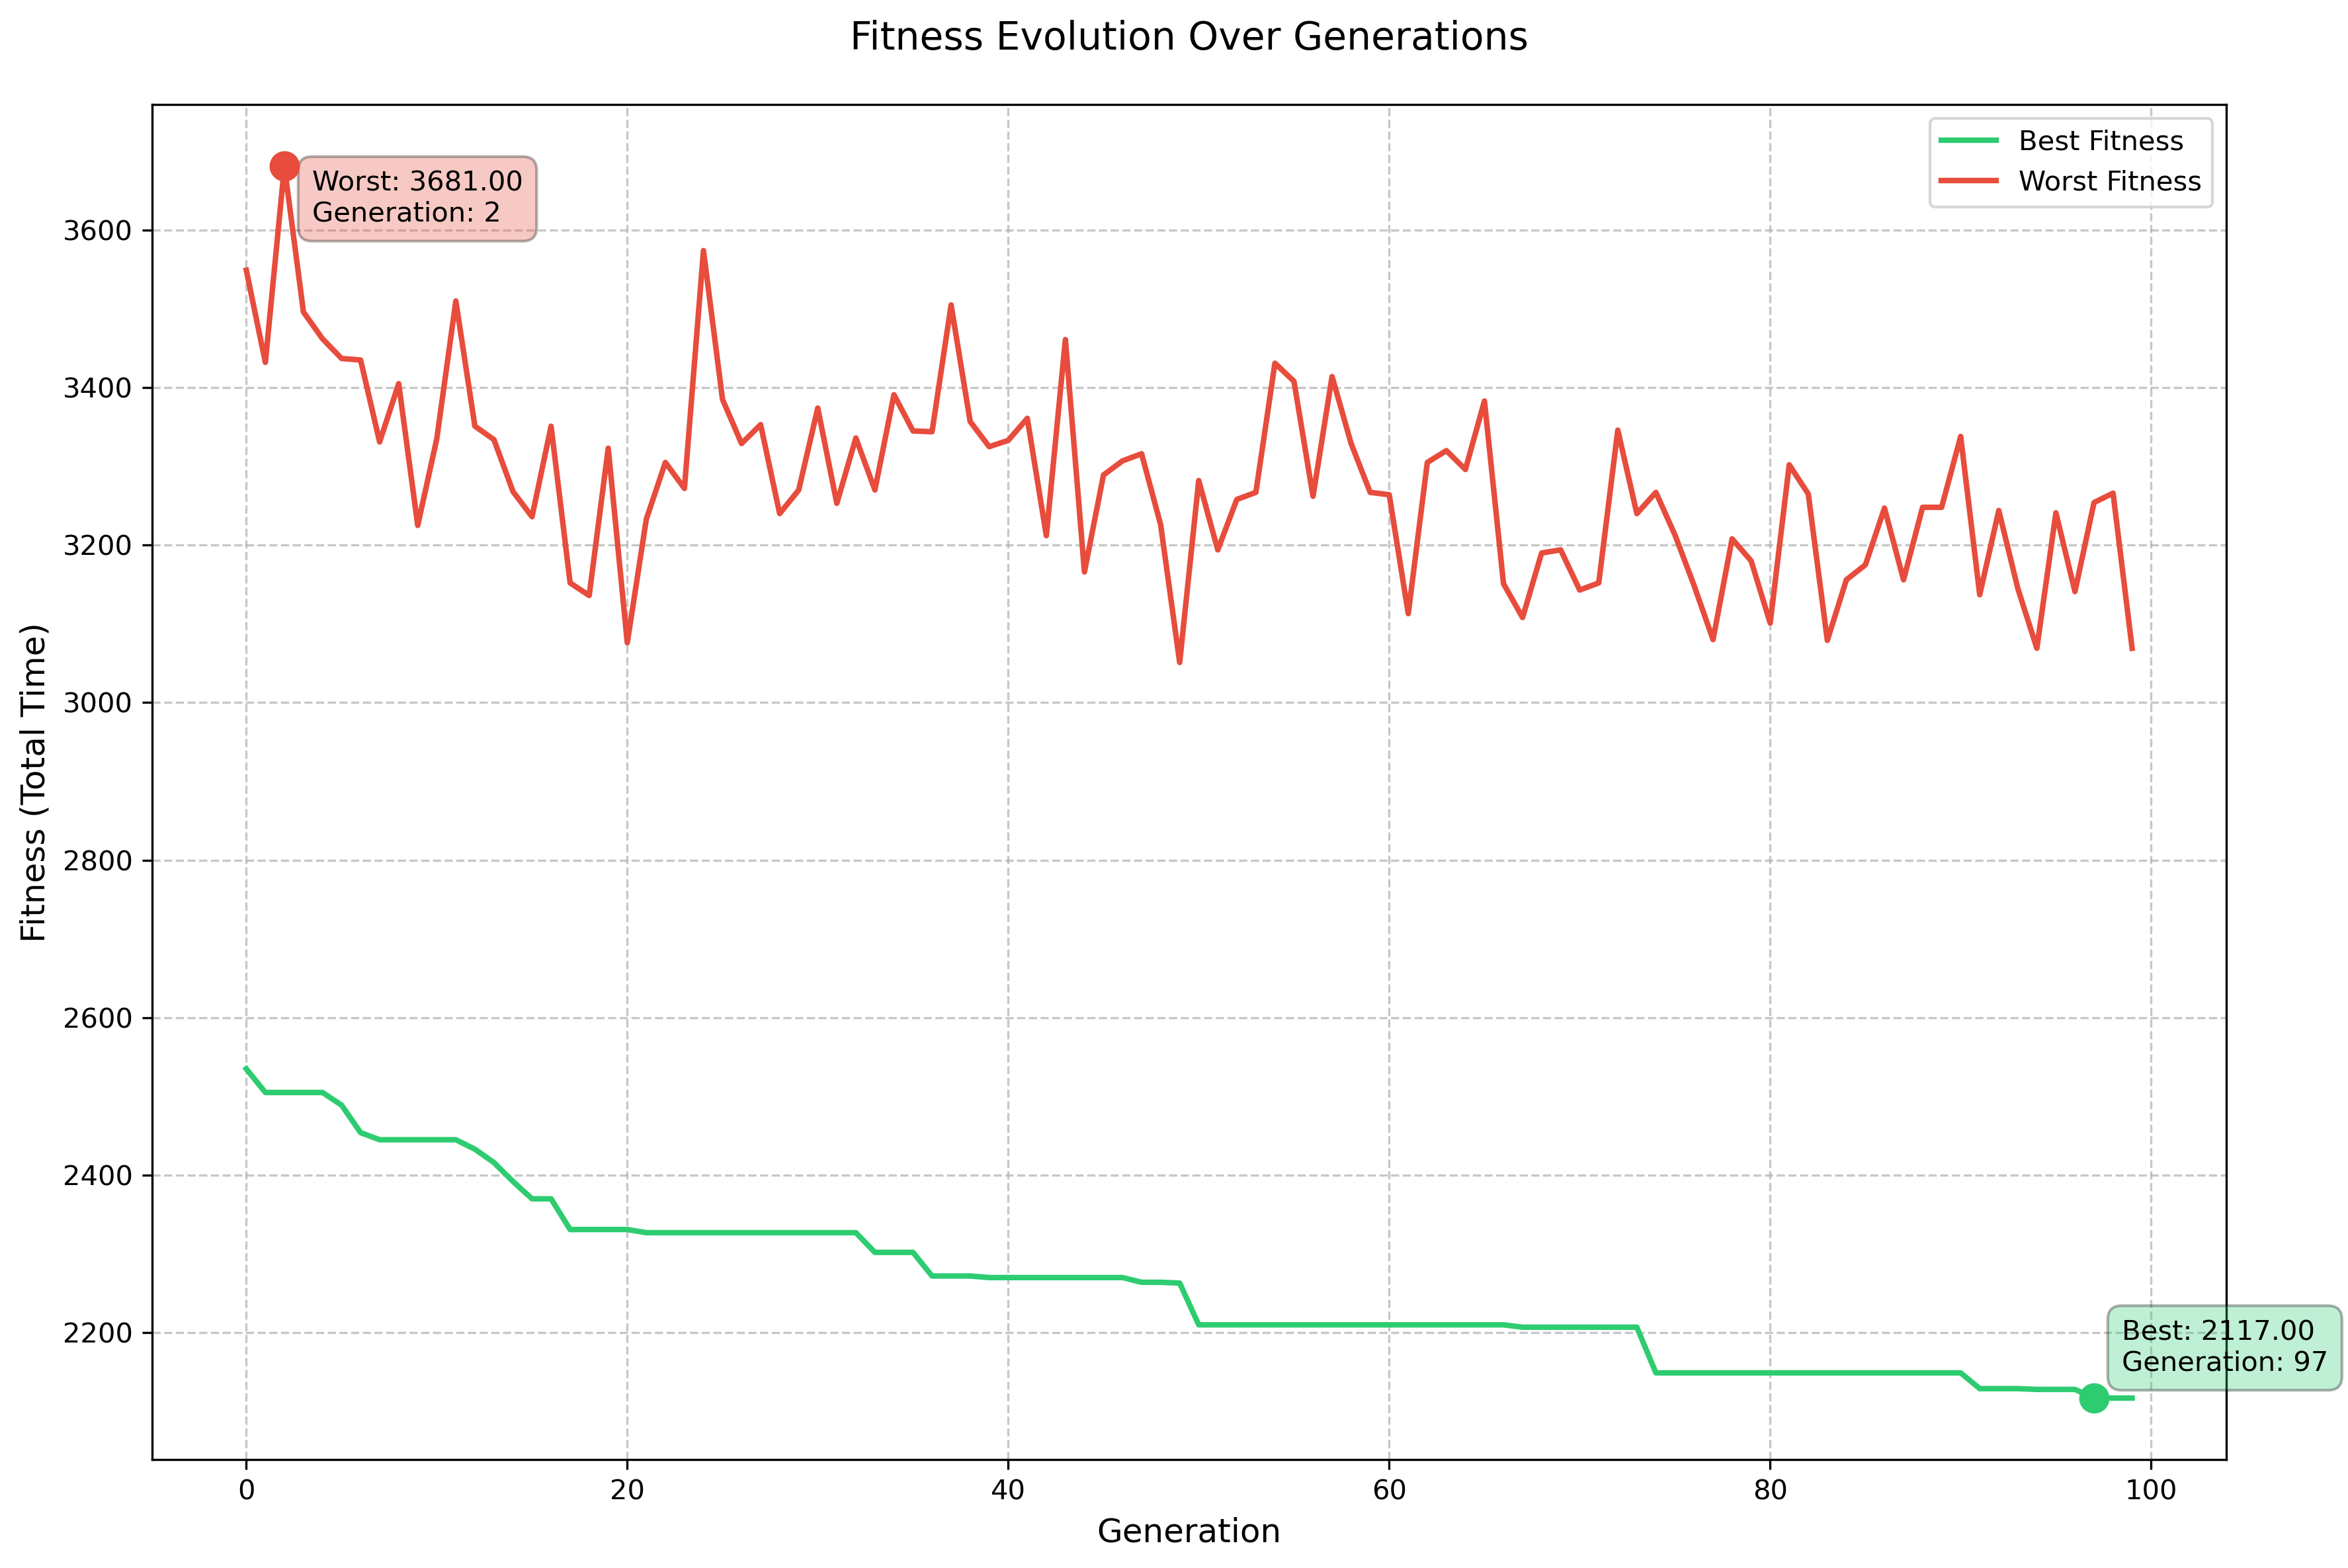 Fitness Evolution Over Generations
Best Fitness
Worst Fitness
Worst: 3681.00
Generation: 2
3600
3400
3200
3000
2800
2600
2400
2200
Fitness (Total Time)
Best: 2117.00
Generation: 97
0 20 40 60 80 100
Generation